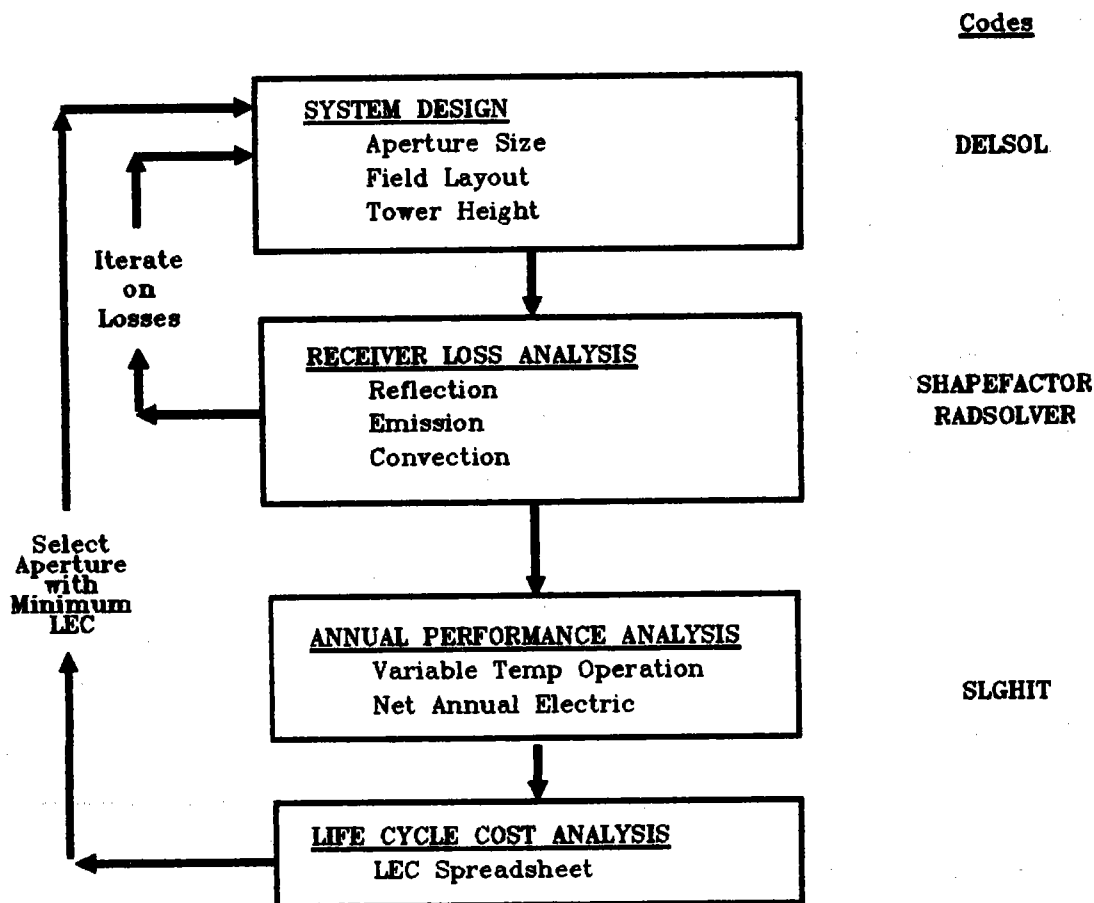 Codes
SYSTEM DESIGN
Aperture Size
Field Layout
Tower Height
DELSOL
Iterate
on
Losses
RECEIVER LOSS ANALYSIS
Reflection
Emission
Convection
SHAPEFACTOR
RADSOLVER
Select
Aperture
with
Minimum
LEC
ANNUAL PERFORMANCE ANALYSIS
Variable Temp Operation
Net Annual Electric
SLGHIT
LIFE CYCLE COST ANALYSIS
LEC Spreadsheet